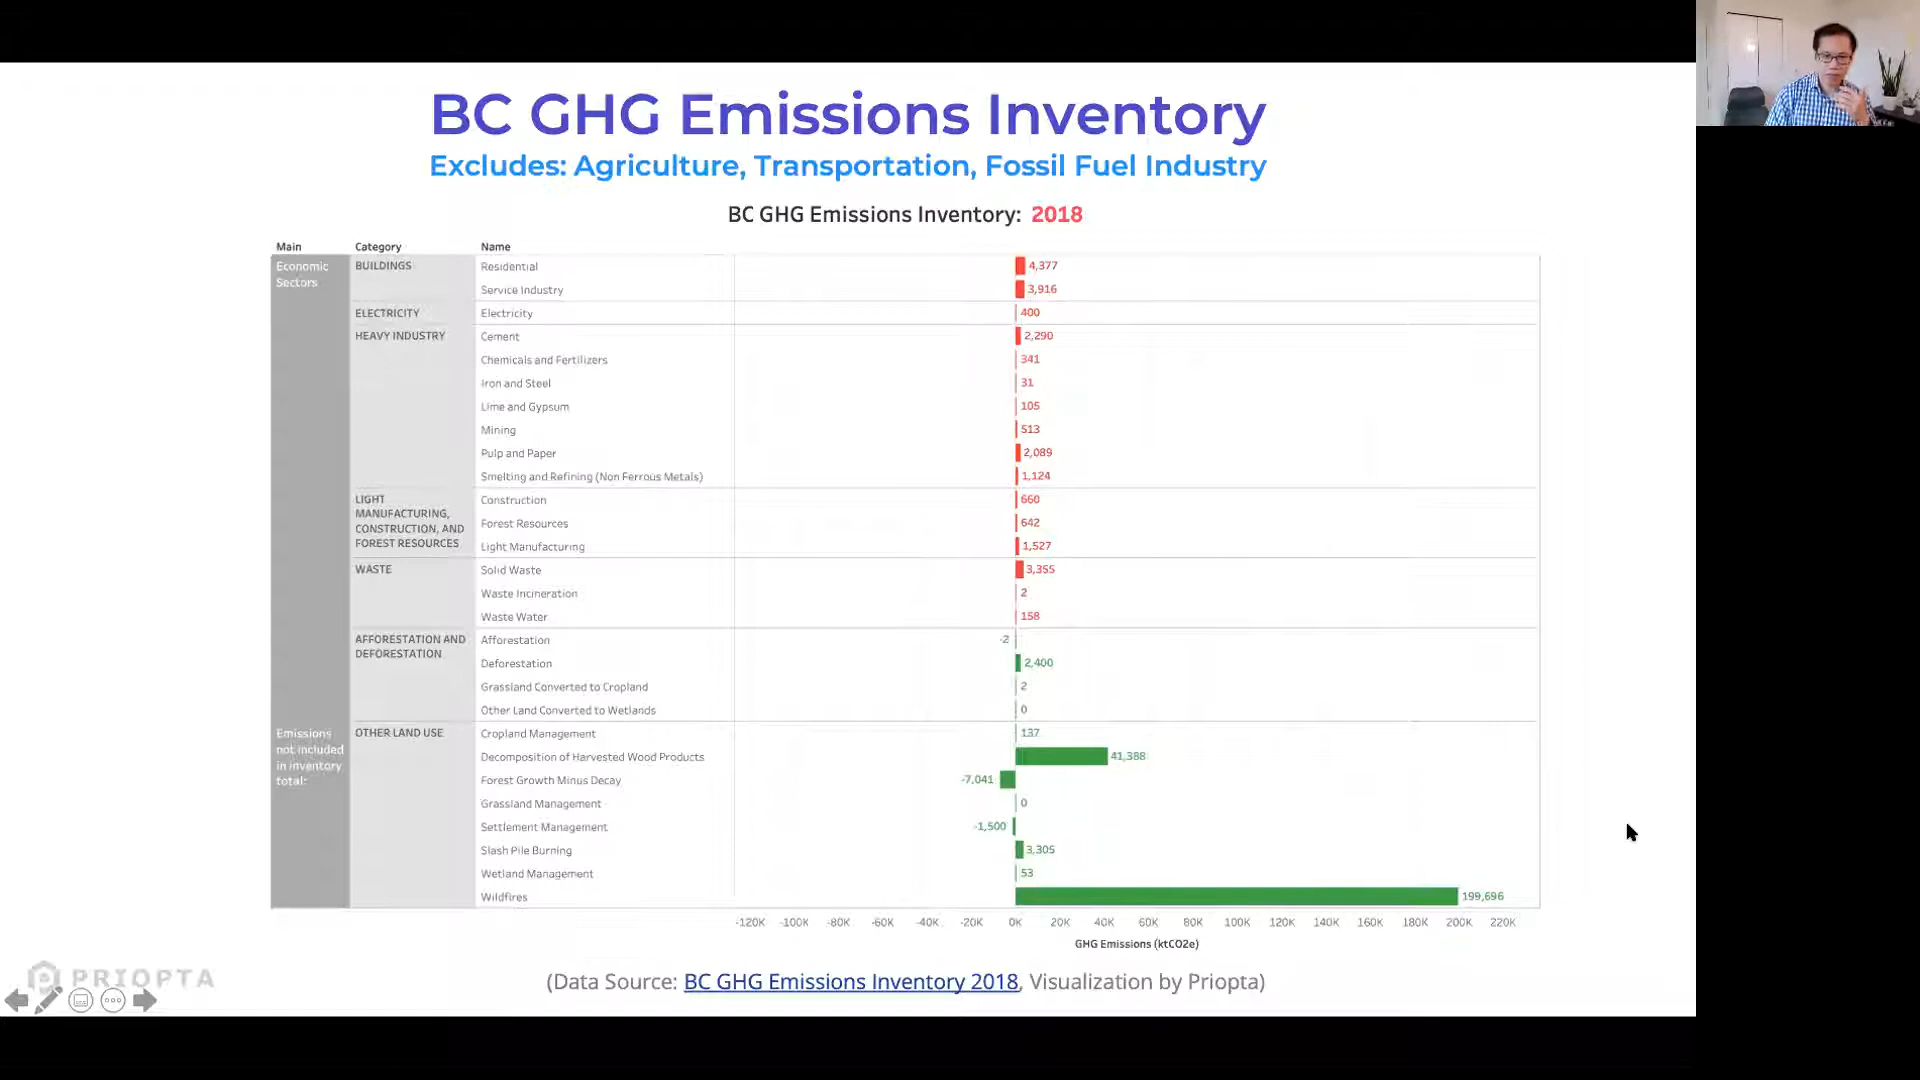 BC GHG Emissions Inventory
Excludes: Agriculture, Transportation, Fossil Fuel Industry
BC GHG Emissions Inventory: 2018
Main Category Name
Economic Sectors
BUILDINGS
Residential 4,377
Service Industry 3,916
ELECTRICITY
Electricity 400
HEAVY INDUSTRY
Cement 2,290
Chemicals and Fertilizers 341
Iron and Steel 31
Lime and Gypsum 105
Mining 513
Pulp and Paper 2,089
Smelting and Refining (Non Ferrous Metals) 1,124
LIGHT
MANUFACTURING,
CONSTRUCTION, AND
FOREST RESOURCES
Construction 660
Forest Resources 642
Light Manufacturing 1,527
WASTE
Solid Waste 3,355
Waste Incineration 2
Waste Water 158
AFFORESTATION AND
DEFORESTATION
Afforestation -2
Deforestation 2,400
Grassland Converted to Cropland 2
Other Land Converted to Wetlands 0
Emissions
not included
in inventory
total:
OTHER LAND USE
Cropland Management 137
Decomposition of Harvested Wood Products 41,388
Forest Growth Minus Decay -7,041
Grassland Management 0
Settlement Management -1,500
Slash Pile Burning 3,305
Wetland Management 53
Wildfires 199,696
-120K -100K -80K -60K -40K -20K 0K 20K 40K 60K 80K 100K 120K 140K 160K 180K 200K 220K
GHG Emissions (ktCO2e)
PRIOPTA
(Data Source: BC GHG Emissions Inventory 2018, Visualization by Priopta)